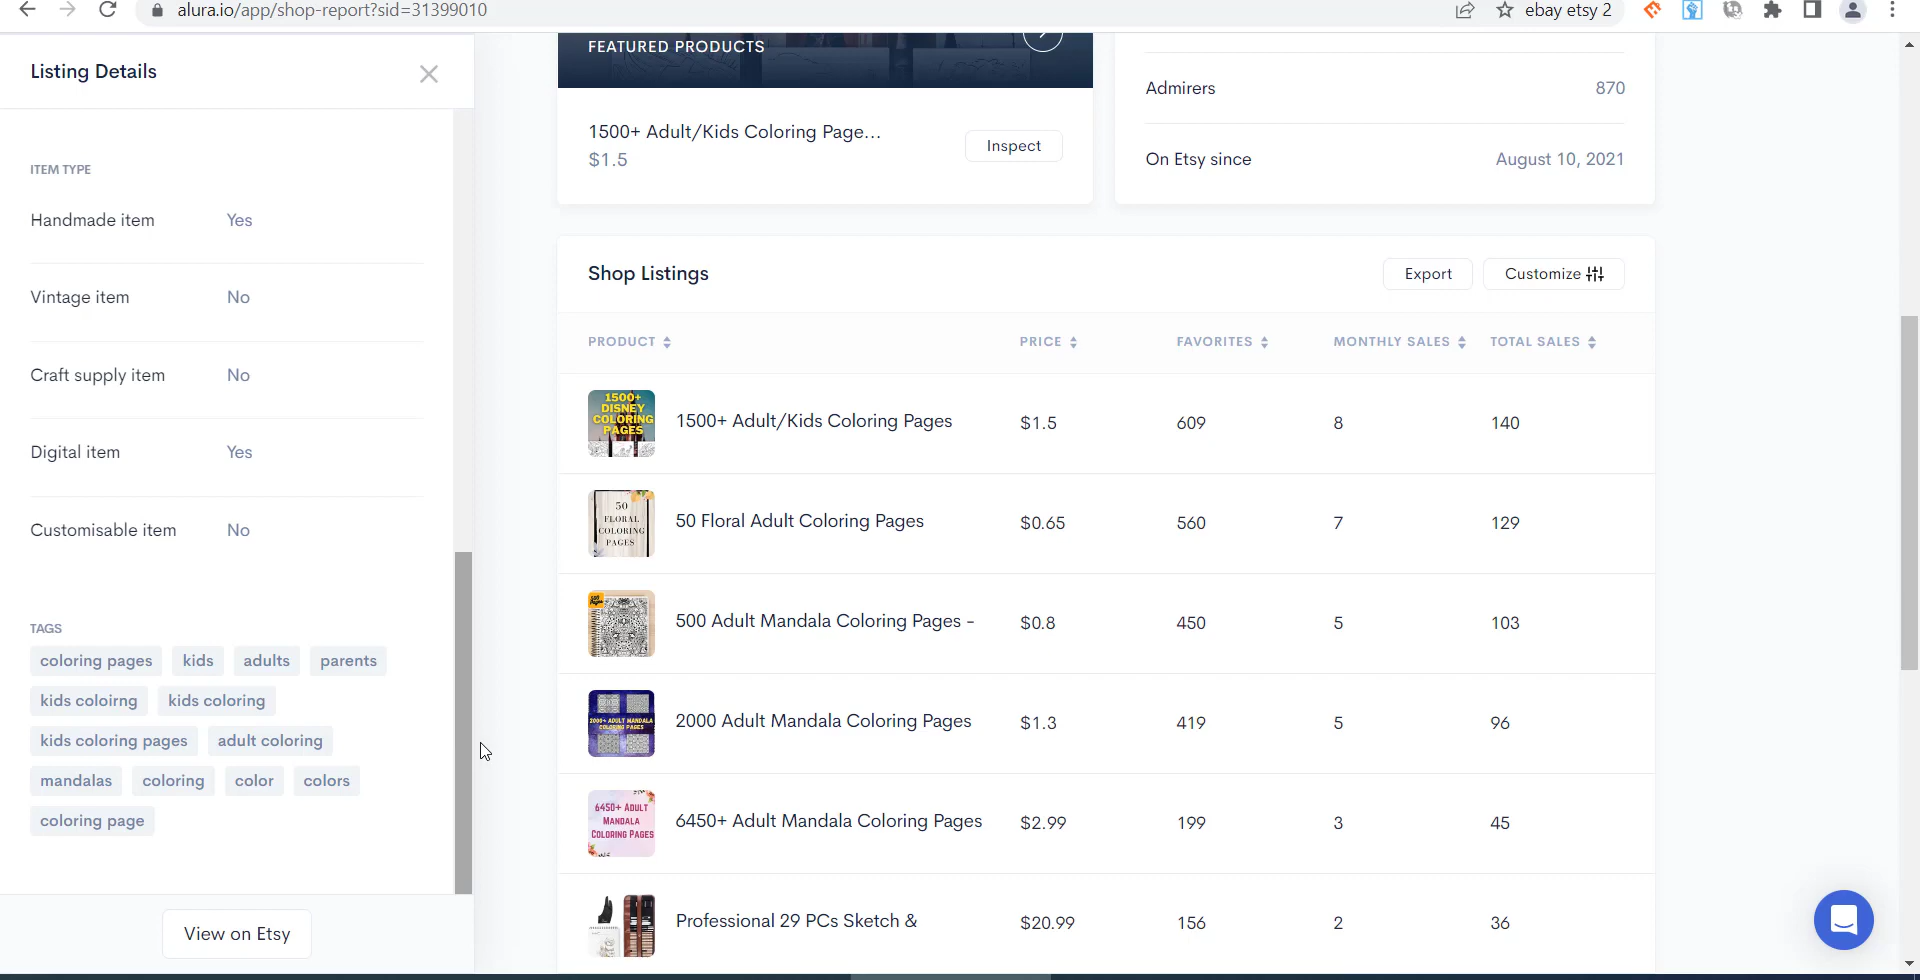 alura.io/app/shop-report?sid=31399010
ebay etsy 2
Listing Details
ITEM TYPE
Handmade item Yes
Vintage item No
Craft supply item No
Digital item Yes
Customisable item No
TAGS
coloring pages kids adults parents
kids coloirng kids coloring
kids coloring pages adult coloring
mandalas coloring color colors
coloring page
View on Etsy
FEATURED PRODUCTS
1500+ Adult/Kids Coloring Page...
$1.5
Inspect
Admirers 870
On Etsy since August 10, 2021
Shop Listings
Export Customize
PRODUCT PRICE FAVORITES MONTHLY SALES TOTAL SALES
1500+
DISNEY
COLORING
PAGES
1500+ Adult/Kids Coloring Pages $1.5 609 8 140
50
FLORAL
COLORING
PAGES
50 Floral Adult Coloring Pages $0.65 560 7 129
500 Adult Mandala Coloring Pages - $0.8 450 5 103
2000+ ADULT MANDALA
COLORING PAGES
2000 Adult Mandala Coloring Pages $1.3 419 5 96
6450+ ADULT
MANDALA
COLORING PAGES
6450+ Adult Mandala Coloring Pages $2.99 199 3 45
Professional 29 PCs Sketch & $20.99 156 2 36